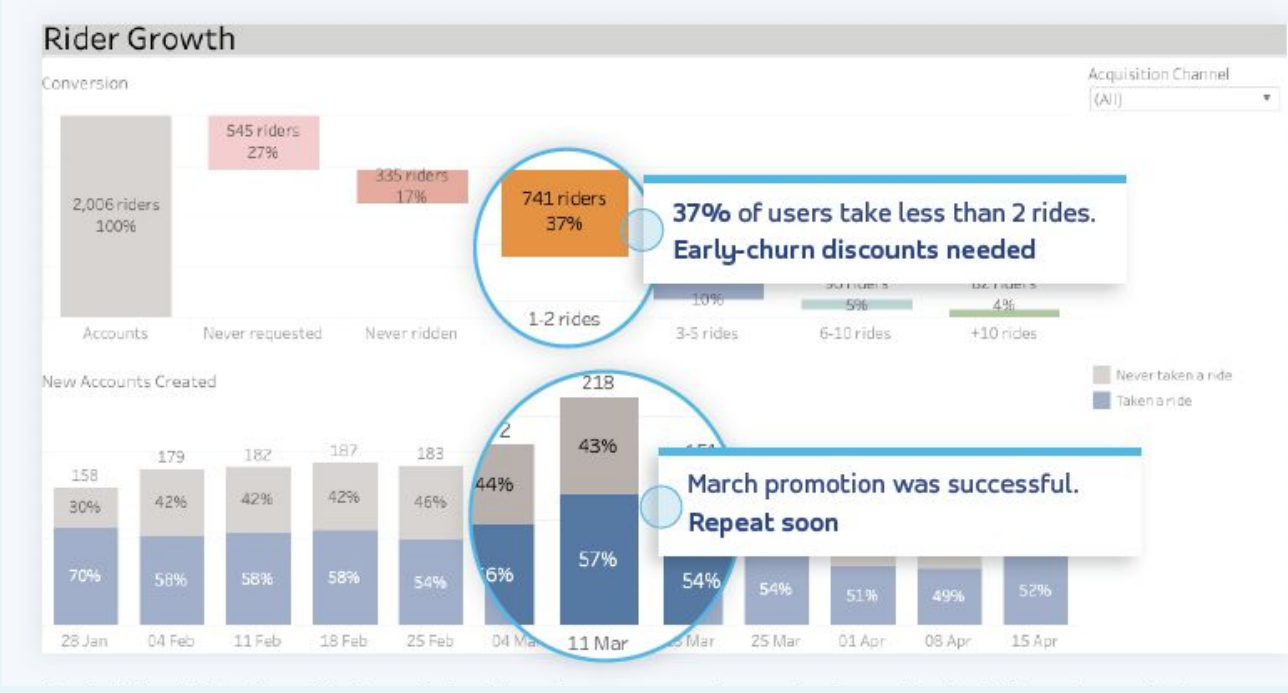 Rider Growth
Conversion
Acquisition Channel
(All)
2,006 riders
100%
545 riders
27%
335 riders
17%
741 riders
37%
37% of users take less than 2 rides.
Early-churn discounts needed
10%
5%
4%
Accounts
Never requested
Never ridden
1-2 rides
3-5 rides
6-10 rides
+10 rides
New Accounts Created
Never taken a ride
Taken a ride
158
179
182
187
183
2
218
30%
42%
42%
42%
46%
44%
43%
March promotion was successful.
Repeat soon
70%
58%
58%
58%
54%
6%
57%
54%
54%
51%
49%
52%
28 Jan
04 Feb
11 Feb
18 Feb
25 Feb
04 Ma
11 Mar
Mar
25 Mar
01 Apr
08 Apr
15 Apr